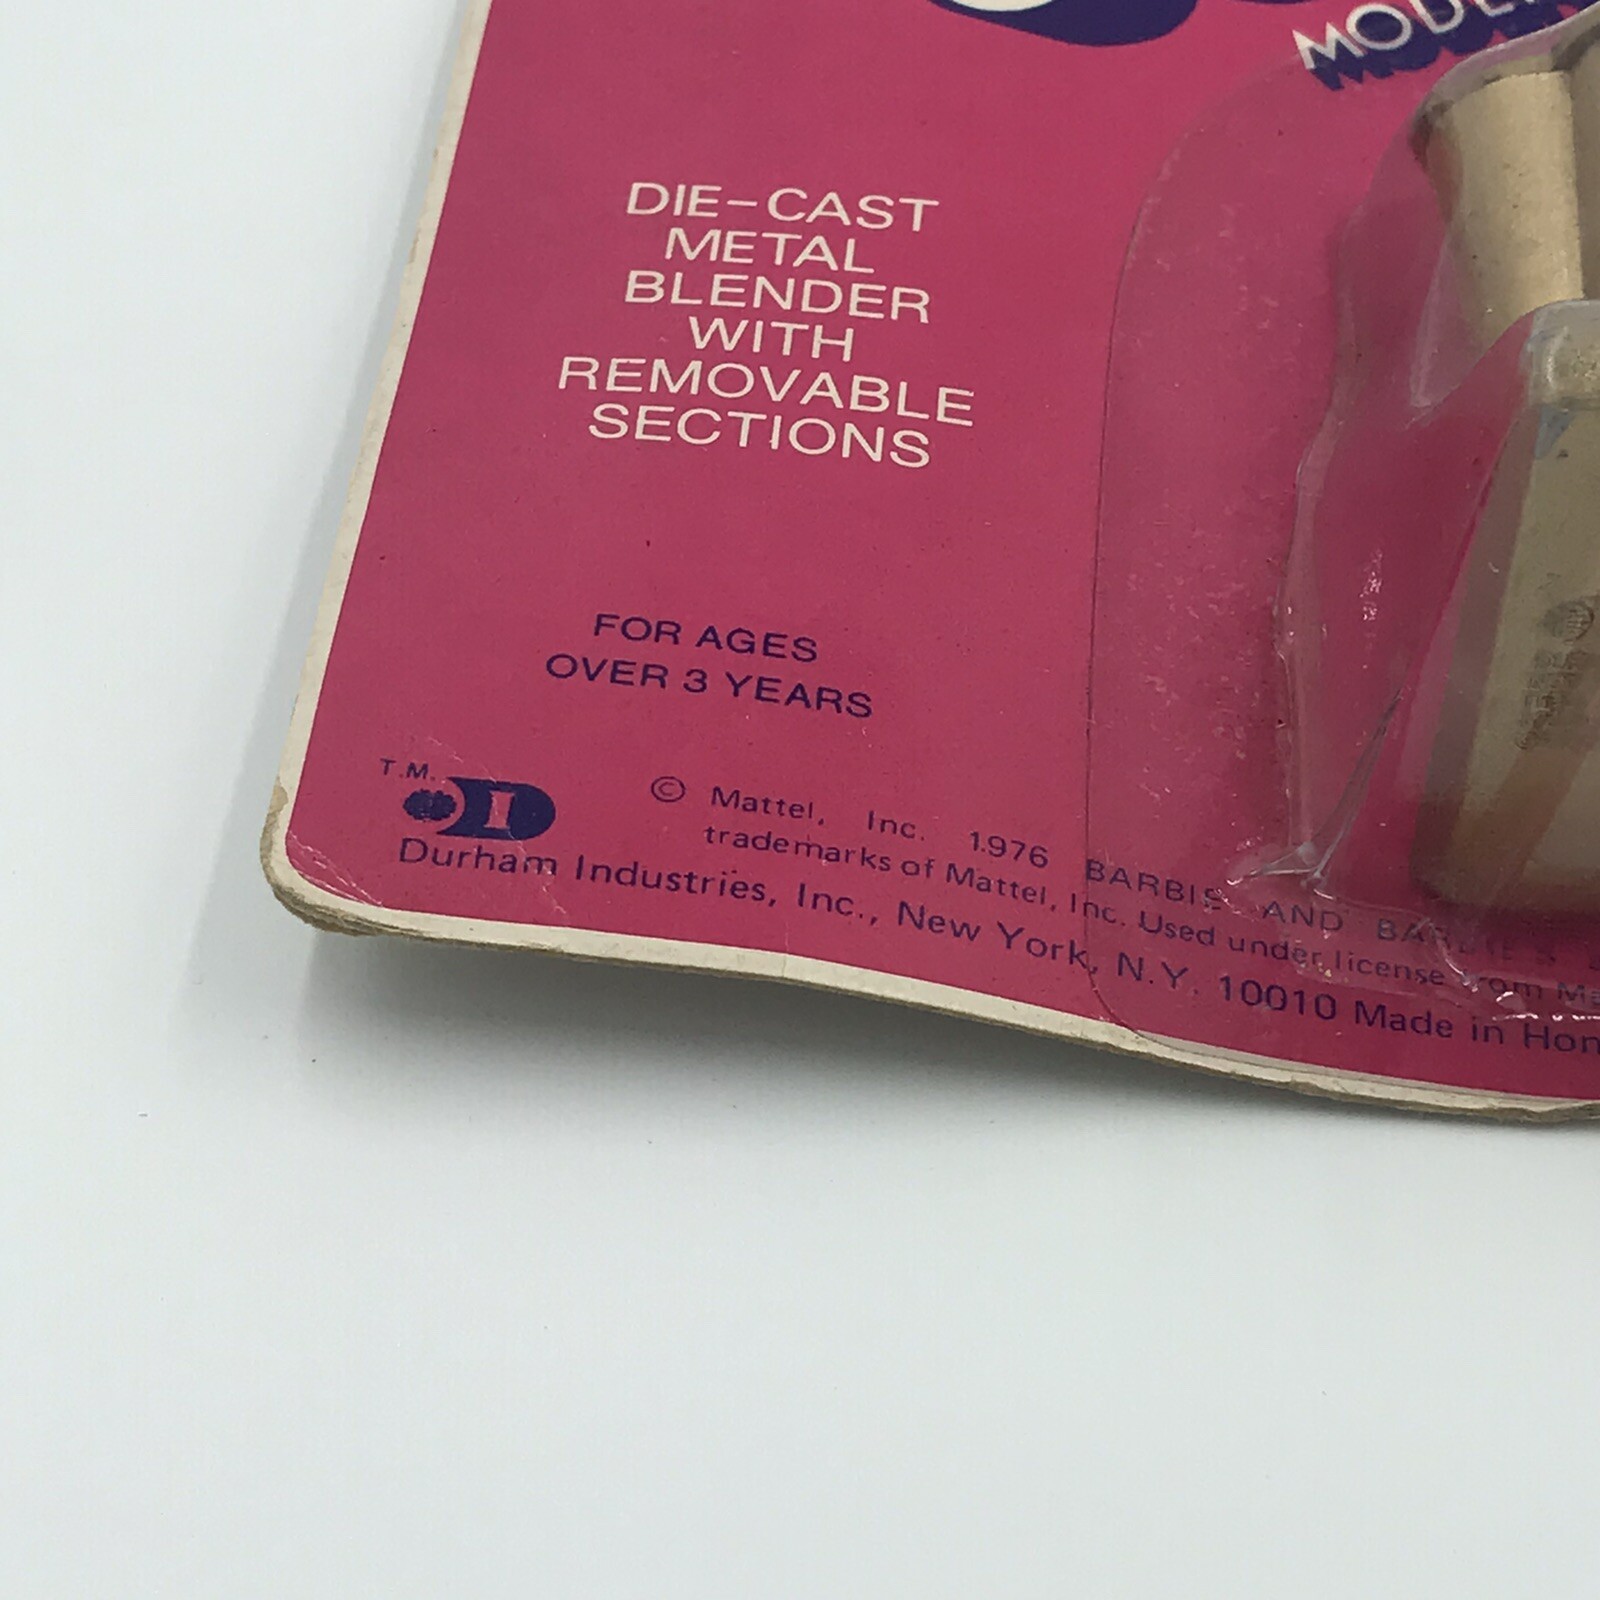 DIE-CAST
METAL
BLENDER
WITH
REMOVABLE
SECTIONS
FOR AGES
OVER 3 YEARS
T.M.
I
© Mattel, Inc. 1976 BARBIE AND
trademarks of Mattel, Inc. Used under license from
Durham Industries, Inc., New York, N.Y. 10010 Made in